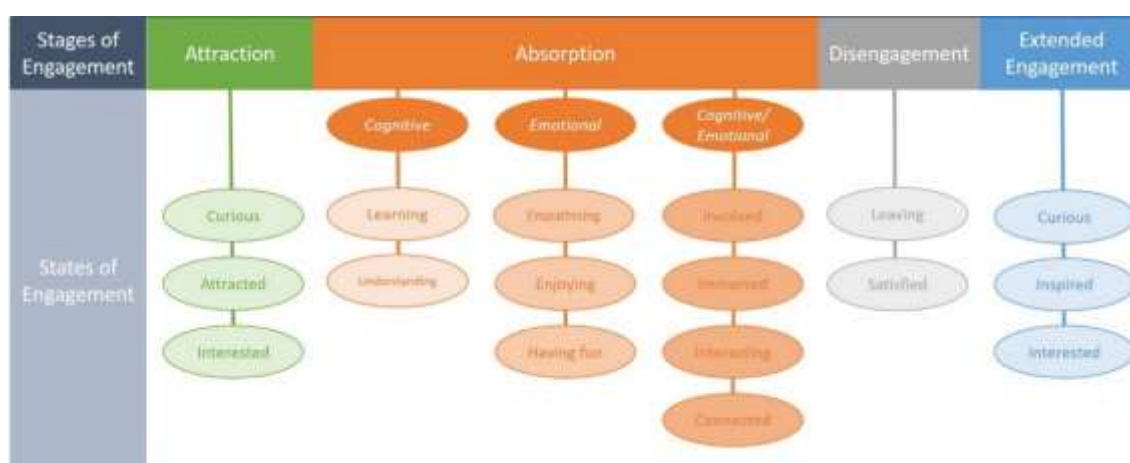 Stages of
Engagement
Attraction
Absorption
Disengagement
Extended
Engagement
States of
Engagement
Curious
Attracted
Interested
Cognitive
Learning
Understanding
Emotional
Enjoying
Having fun
Cognitive/
Emotional
Involved
Immersed
Interacting
Connected
Leaving
Satisfied
Curious
Inspired
Interested